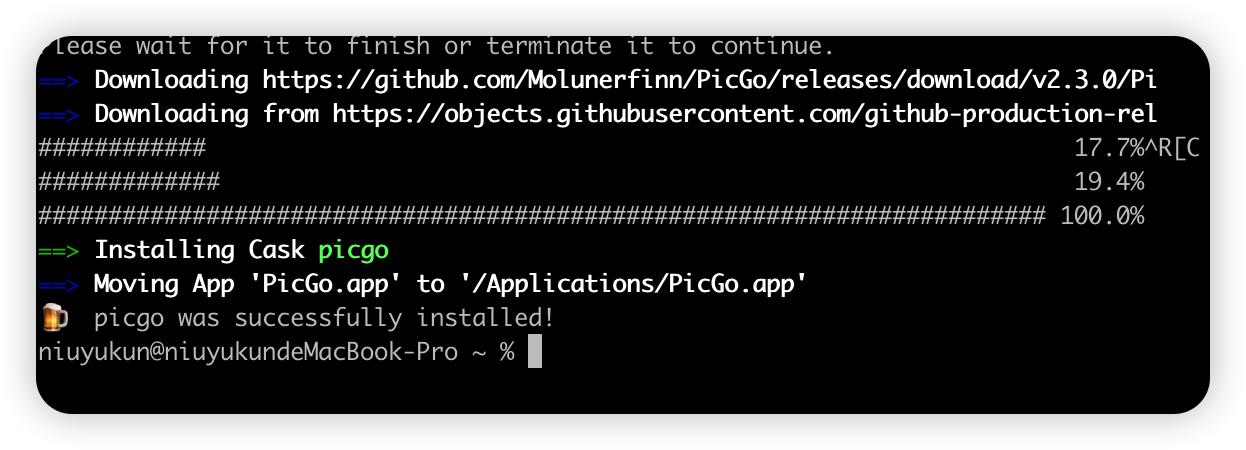 Please wait for it to finish or terminate it to continue.
==> Downloading https://github.com/Molunerfinn/PicGo/releases/download/v2.3.0/Pi
==> Downloading from https://objects.githubusercontent.com/github-production-rel
############ 17.7%^R[C
############# 19.4%
######################################################################## 100.0%
==> Installing Cask picgo
==> Moving App 'PicGo.app' to '/Applications/PicGo.app'
🍺 picgo was successfully installed!
niuyukun@niuyukundeMacBook-Pro ~ %